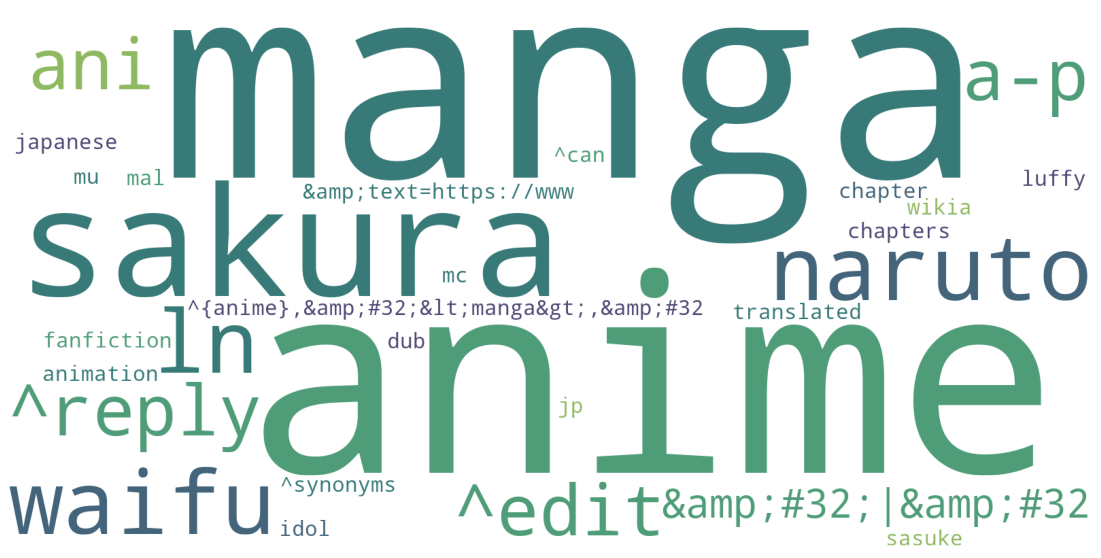 manga
ani
a-p
japanese
^can
mu
mal
luffy
&amp;text=https://www
chapter
wikia
sakura
chapters
naruto
mc
^{anime},&amp;#32;&lt;manga&gt;,&amp;#32
translated
ln
fanfiction
dub
anime
animation
^reply
jp
waifu
^synonyms
^edit
&amp;#32;|&amp;#32
idol
sasuke